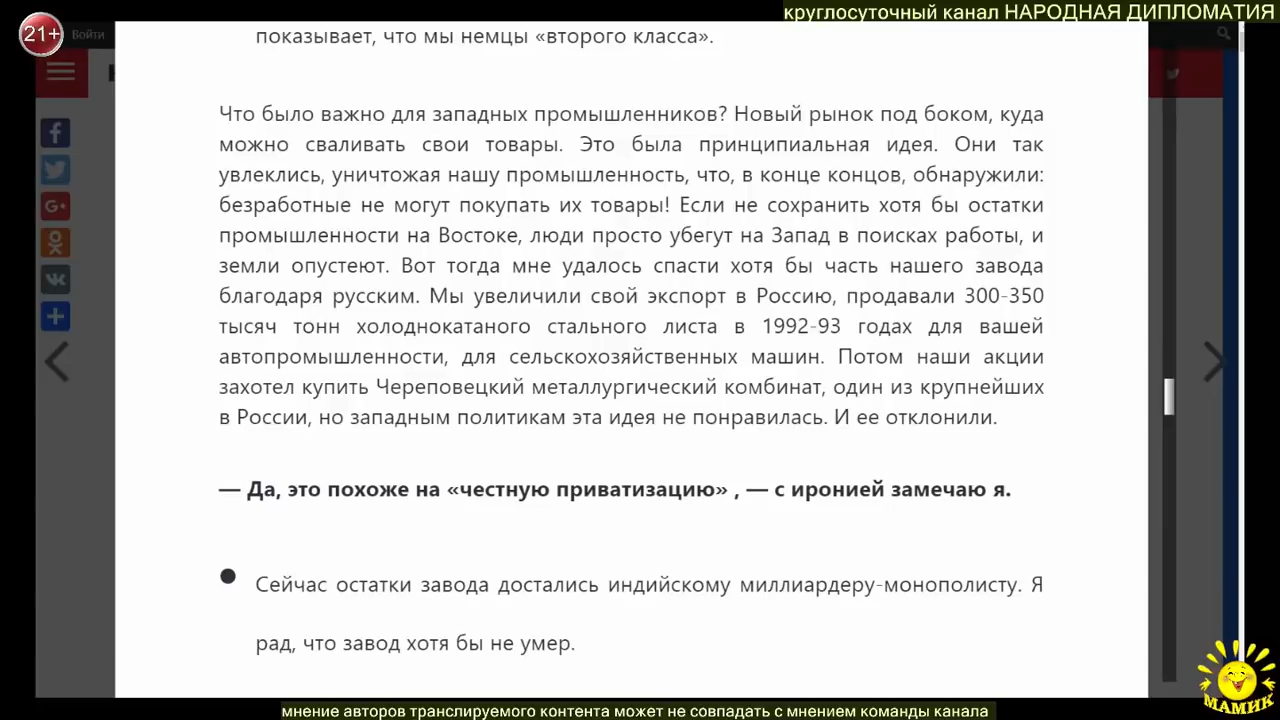 круглосуточный канал НАРОДНАЯ ДИПЛОМАТИЯ
21+
Войти
показывает, что мы немцы «второго класса».
Что было важно для западных промышленников? Новый рынок под боком, куда
можно сваливать свои товары. Это была принципиальная идея. Они так
увлеклись, уничтожая нашу промышленность, что, в конце концов, обнаружили:
безработные не могут покупать их товары! Если не сохранить хотя бы остатки
промышленности на Востоке, люди просто убегут на Запад в поисках работы, и
земли опустеют. Вот тогда мне удалось спасти хотя бы часть нашего завода
благодаря русским. Мы увеличили свой экспорт в Россию, продавали 300-350
тысяч тонн холоднокатаного стального листа в 1992-93 годах для вашей
автопромышленности, для сельскохозяйственных машин. Потом наши акции
захотел купить Череповецкий металлургический комбинат, один из крупнейших
в России, но западным политикам эта идея не понравилась. И ее отклонили.
— Да, это похоже на «честную приватизацию» , — с иронией замечаю я.
Сейчас остатки завода достались индийскому миллиардеру-монополисту. Я
рад, что завод хотя бы не умер.
МАМИК
мнение авторов транслируемого контента может не совпадать с мнением команды канала